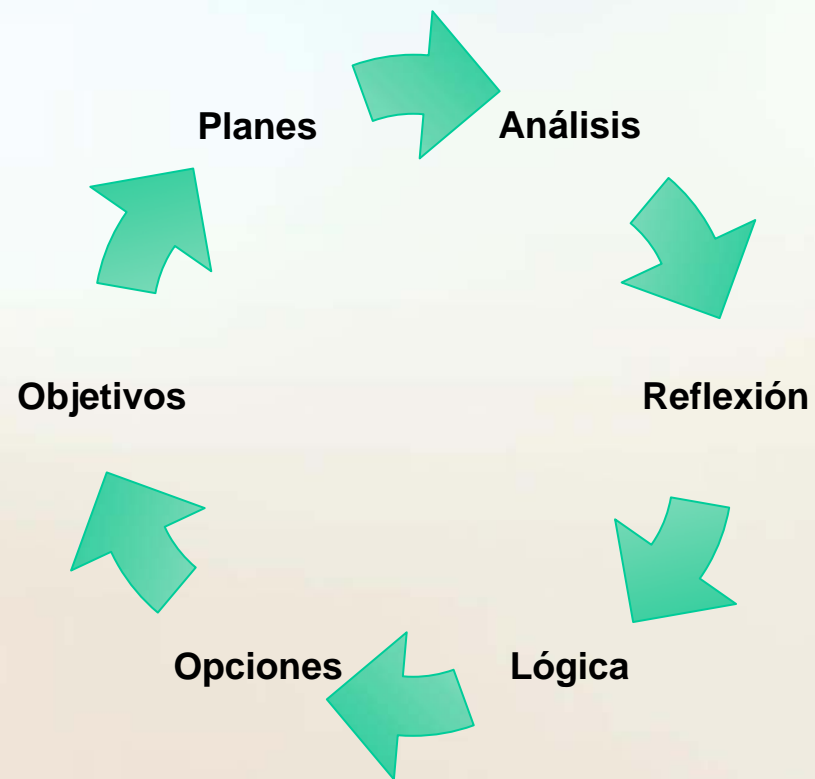 Planes
Análisis
Objetivos
Reflexión
Opciones
Lógica